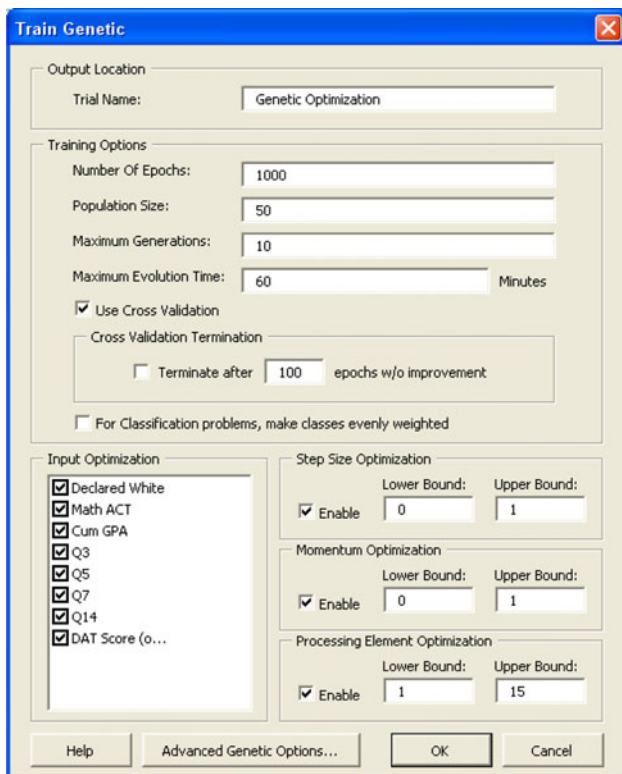 Train Genetic
Output Location
Trial Name: Genetic Optimization
Training Options
Number Of Epochs: 1000
Population Size: 50
Maximum Generations: 10
Maximum Evolution Time: 60 Minutes
Use Cross Validation
Cross Validation Termination
Terminate after 100 epochs w/o improvement
For Classification problems, make classes evenly weighted
Input Optimization
Declared White
Math ACT
Cum GPA
Q3
Q5
Q7
Q14
DAT Score (o...
Step Size Optimization
Lower Bound: Upper Bound:
Enable 0 1
Momentum Optimization
Lower Bound: Upper Bound:
Enable 0 1
Processing Element Optimization
Lower Bound: Upper Bound:
Enable 1 15
Help Advanced Genetic Options... OK Cancel